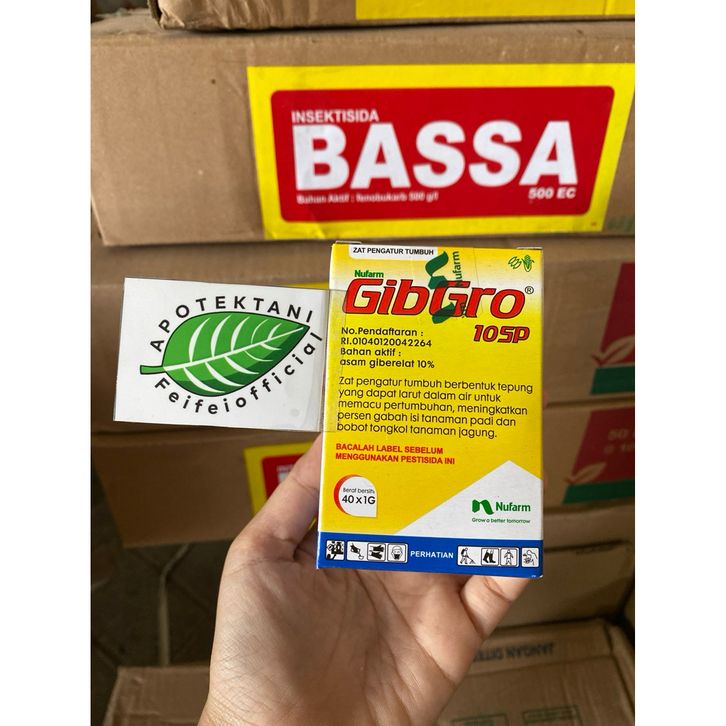 INSEKTISIDA
BASSA
Bahan Aktif : fenobukarb 500 g/l
500 EC
ZAT PENGATUR TUMBUH
Nufarm
Nufarm
GibGro®
10SP
No.Pendaftaran :
RI.01040120042264
Bahan aktif :
asam giberelat 10%
Zat pengatur tumbuh berbentuk tepung
yang dapat larut dalam air untuk
memacu pertumbuhan, meningkatkan
persen gabah isi tanaman padi dan
bobot tongkol tanaman jagung.
BACALAH LABEL SEBELUM
MENGGUNAKAN PESTISIDA INI
Berat bersih
40 x 1G
Nufarm
Grow a better tomorrow
PERHATIAN
APOTEKTANI
Feifeiofficial
50